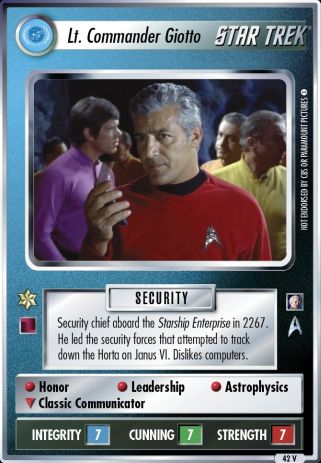 Lt. Commander Giotto STAR TREK
NOT ENDORSED BY CBS OR PARAMOUNT PICTURES
SECURITY
Security chief aboard the Starship Enterprise in 2267.
He led the security forces that attempted to track
down the Horta on Janus VI. Dislikes computers.
Honor Leadership Astrophysics
Classic Communicator
INTEGRITY 7 CUNNING 7 STRENGTH 7
42 V